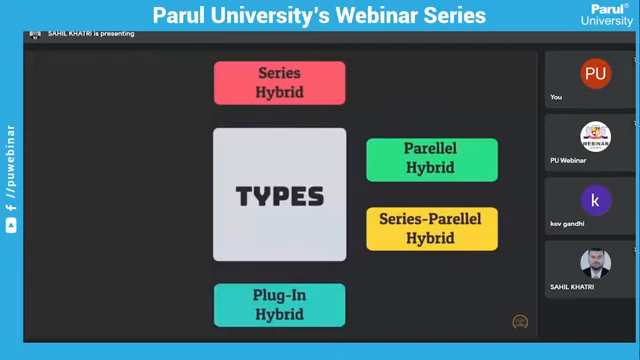 Parul University's Webinar Series
Parul®
University
SAHIL KHATRI is presenting
Series
Hybrid
TYPES
Parellel
Hybrid
Series-Parellel
Hybrid
Plug-In
Hybrid
PU
You
WEBINAR
PU Webinar
k
kev gandhi
SAHIL KHATRI
//puwebinar